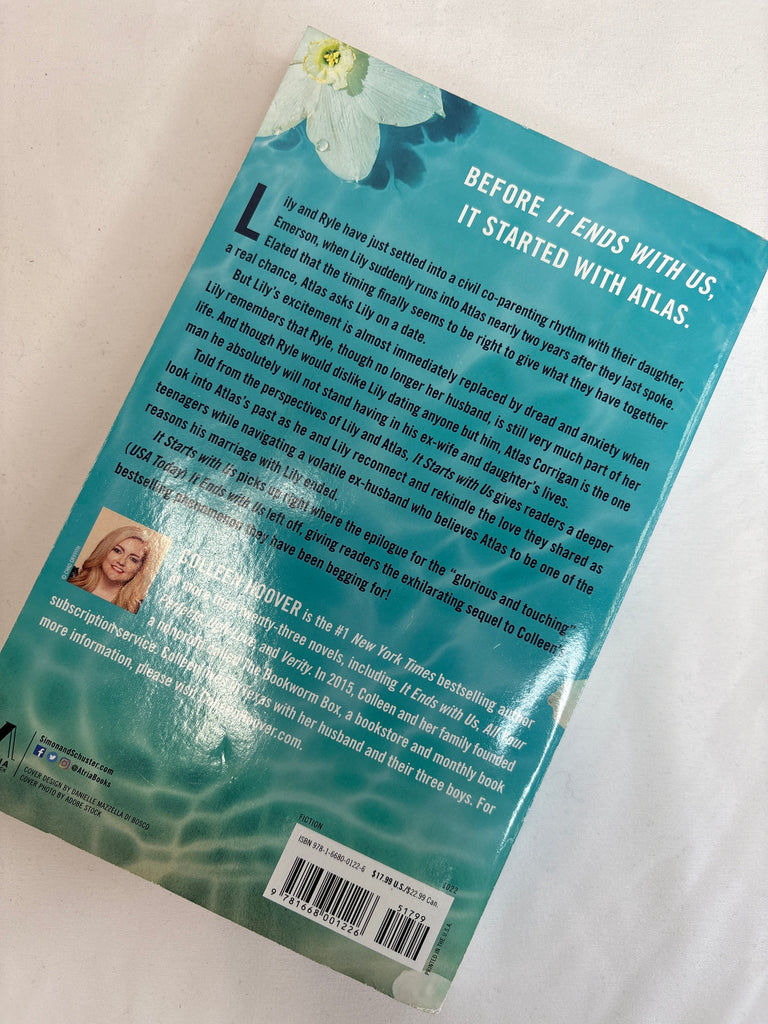 BEFORE IT ENDS WITH US,
IT STARTED WITH ATLAS.
Lily and Ryle have just settled into a civil co-parenting rhythm with their daughter,
Emerson, when Lily suddenly runs into Atlas nearly two years after they last spoke.
Elated that the timing finally seems to be right to give what they have together
a real chance, Atlas asks Lily on a date.
But Lily's excitement is almost immediately replaced by dread and anxiety when
Lily remembers that Ryle, though no longer her husband, is still very much part of her
life. And though Ryle would dislike Lily dating anyone but him, Atlas Corrigan is the one
man he absolutely will not stand having in his ex-wife and daughter's lives.
Told from the perspectives of Lily and Atlas, It Starts with Us gives readers a deeper
look into Atlas's past as he and Lily reconnect and rekindle the love they shared as
teenagers while navigating a volatile ex-husband who believes Atlas to be one of the
reasons his marriage with Lily ended.
It Starts with Us picks up right where the epilogue for the "glorious and touching"
(USA Today) It Ends with Us left off, giving readers the exhilarating sequel to Colleen's
bestselling phenomenon they have been begging for!
COLLEEN HOOVER is the #1 New York Times bestselling author
of more than twenty-three novels, including It Ends with Us, All Your
and Verity. In 2015, Colleen and her family founded
a nonprofit called The Bookworm Box, a bookstore and monthly book
subscription service. Colleen lives in Texas with her husband and their three boys. For
more information, please visit ColleenHoover.com.
SimonandSchuster.com
@AtriaBooks
COVER DESIGN BY DANIELLE MAZZELLA DI BOSCO
COVER PHOTO BY ADOBE STOCK
FICTION
ISBN 978-1-6680-0122-6 $17.99 U.S./$22.99 Can.
1022
51799
9 781668 001226
PRINTED IN THE U.S.A.